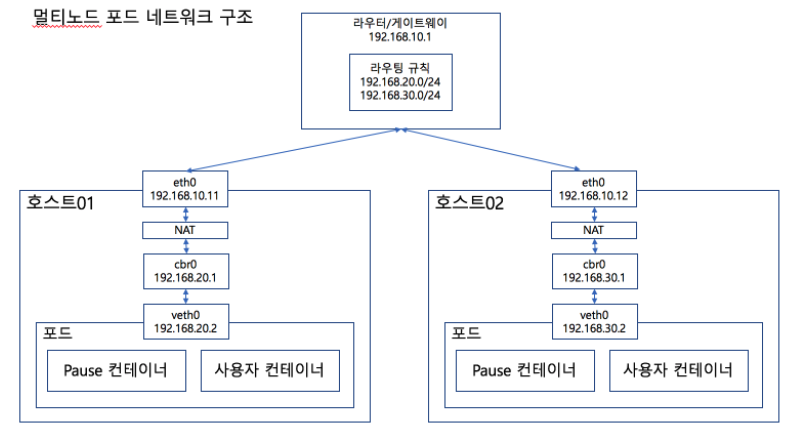 멀티노드 포드 네트워크 구조
라우터/게이트웨이
192.168.10.1
라우팅 규칙
192.168.20.0/24
192.168.30.0/24
호스트01
eth0
192.168.10.11
NAT
cbr0
192.168.20.1
veth0
192.168.20.2
포드
Pause 컨테이너
사용자 컨테이너
호스트02
eth0
192.168.10.12
NAT
cbr0
192.168.30.1
veth0
192.168.30.2
포드
Pause 컨테이너
사용자 컨테이너